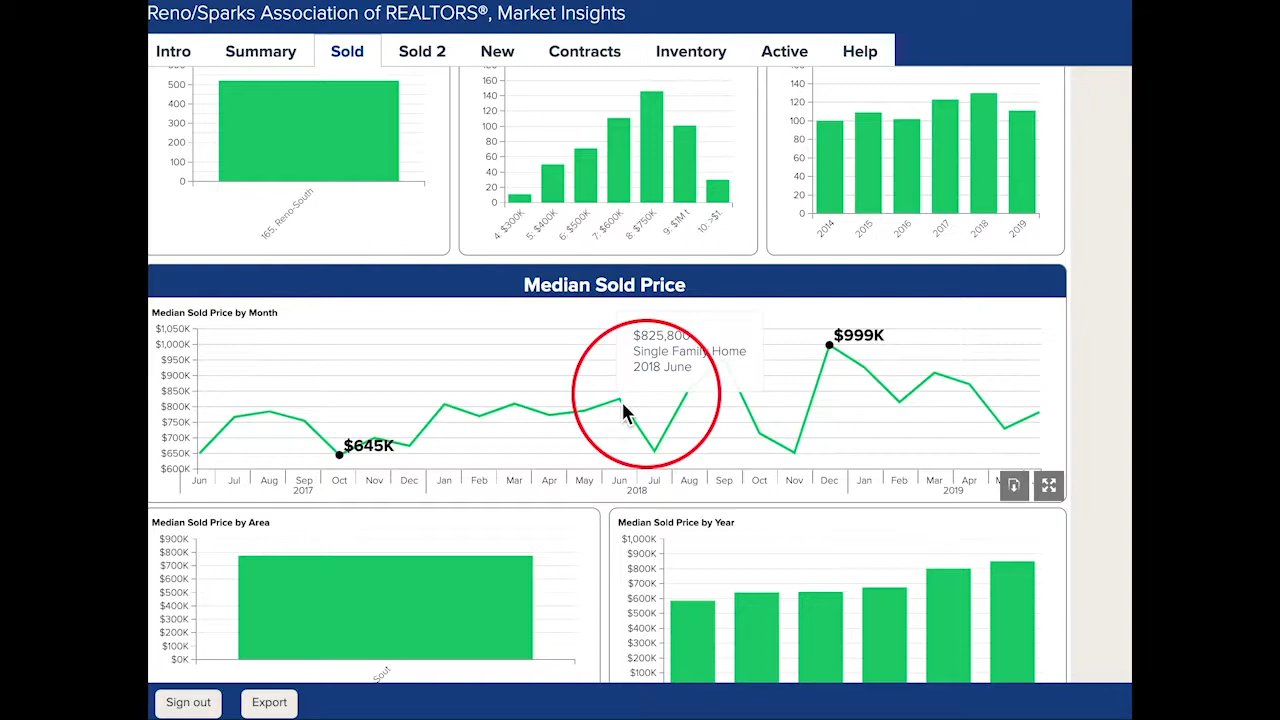 Reno/Sparks Association of REALTORS®, Market Insights
Intro Summary Sold Sold 2 New Contracts Inventory Active Help
500
400
300
200
100
0
165, Reno-South
160
140
120
100
80
60
40
20
0
4: $300K 5: $400K 6: $500K 7: $600K 8: $750K 9: $1M t 10: >$1.
140
120
100
80
60
40
20
0
2014 2015 2016 2017 2018 2019
Median Sold Price
Median Sold Price by Month
$1,050K
$1,000K
$950K
$900K
$850K
$800K
$750K
$700K
$650K
$600K
$645K
$825,800
Single Family Home
2018 June
$999K
Jun Jul Aug Sep Oct Nov Dec Jan Feb Mar Apr May Jun Jul Aug Sep Oct Nov Dec Jan Feb Mar Apr
2017 2018 2019
Median Sold Price by Area
$900K
$800K
$700K
$600K
$500K
$400K
$300K
$200K
$100K
$0K
Sout
Median Sold Price by Year
$1,000K
$900K
$800K
$700K
$600K
$500K
$400K
$300K
$200K
$100K
Sign out Export